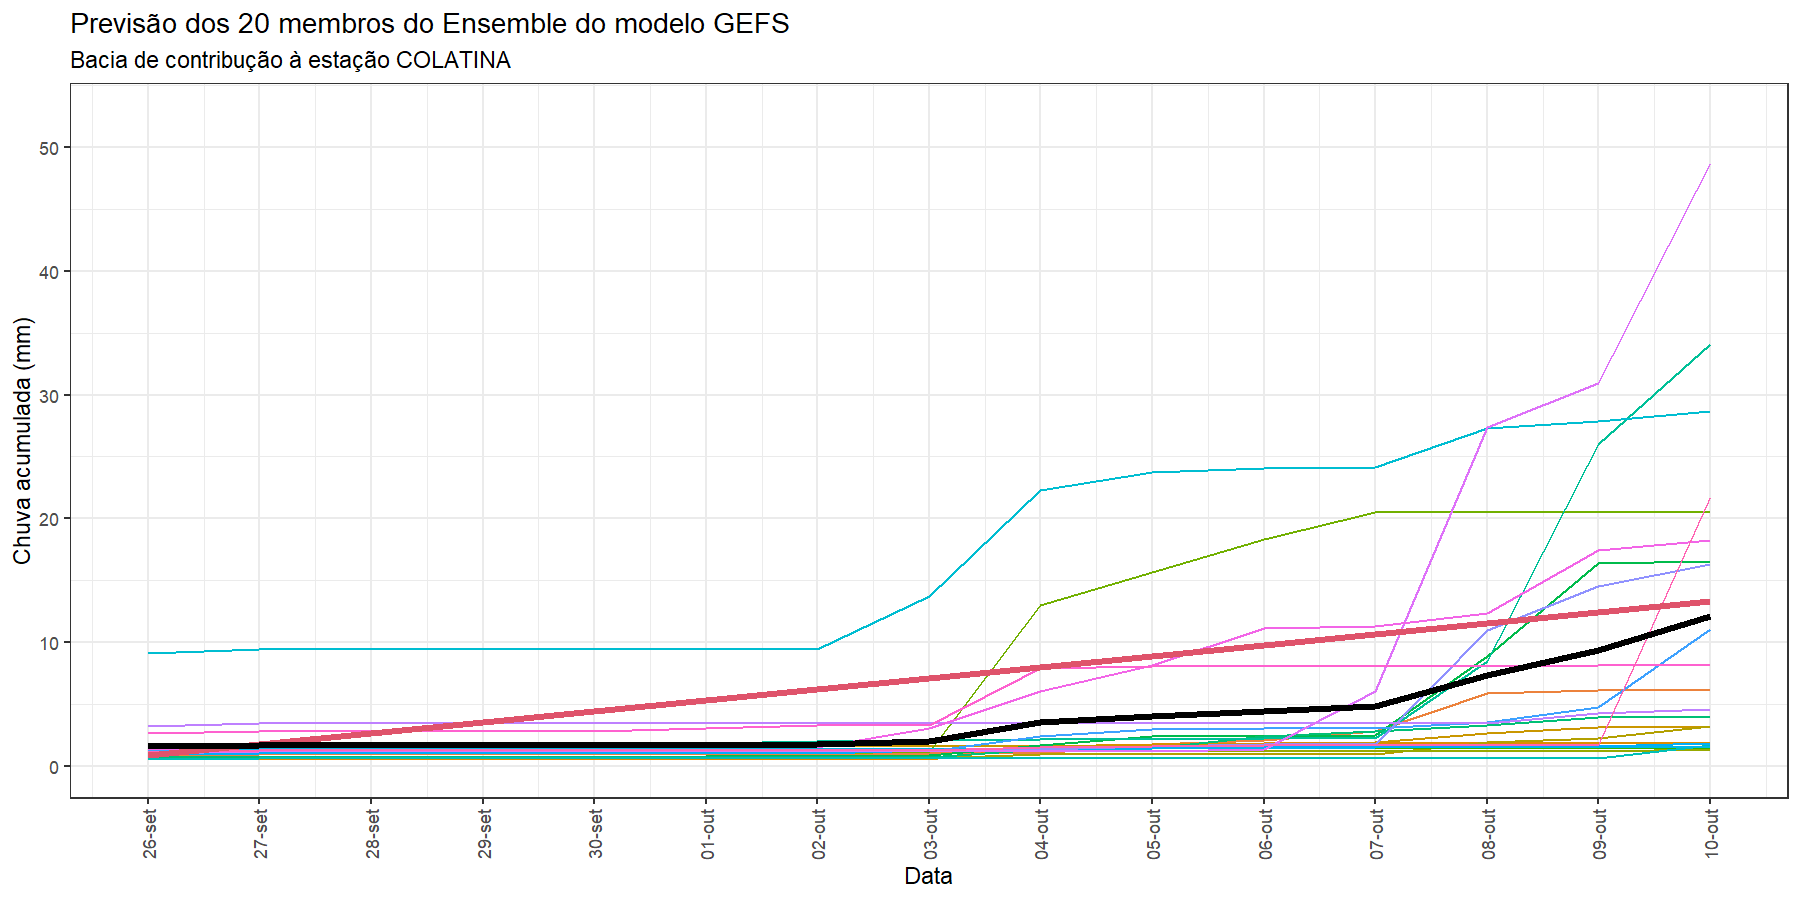 Previsão dos 20 membros do Ensemble do modelo GEFS
Bacia de contribução à estação COLATINA
Chuva acumulada (mm)
50
40
30
20
10
0
26-set
27-set
28-set
29-set
30-set
01-out
02-out
03-out
04-out
05-out
06-out
07-out
08-out
09-out
10-out
Data